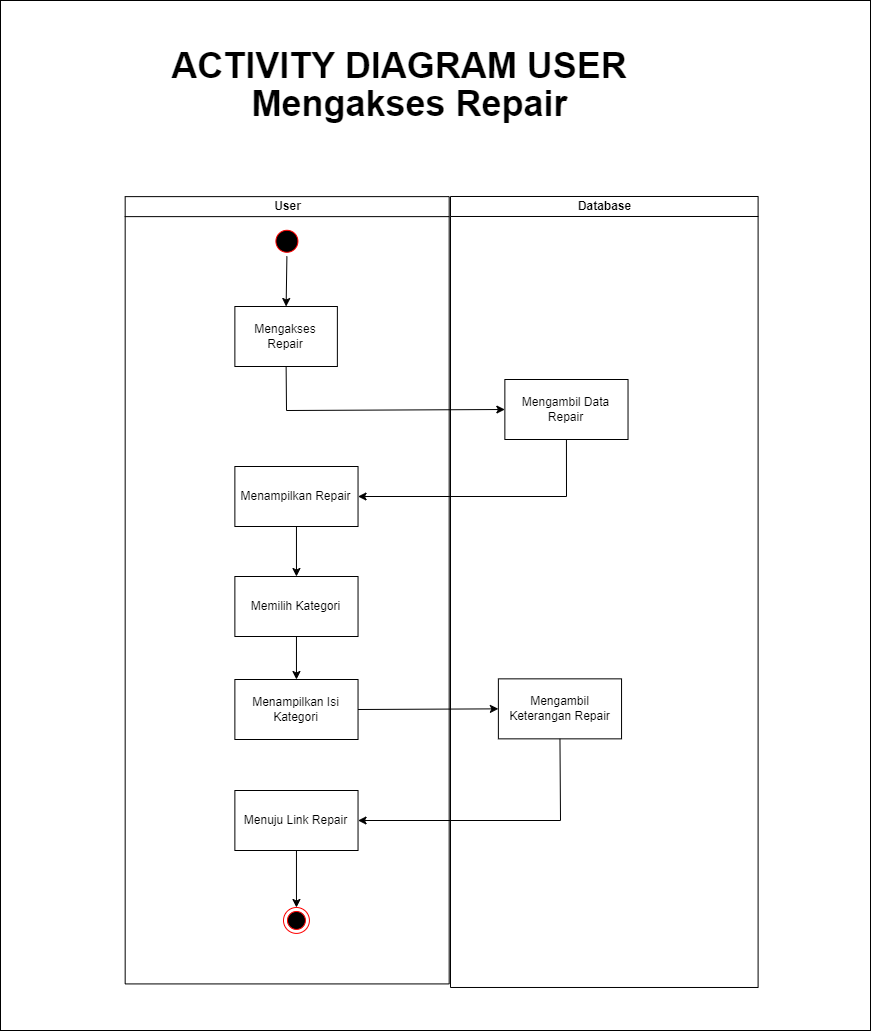 ACTIVITY DIAGRAM USER
Mengakses Repair
User
Database
Mengakses
Repair
Mengambil Data
Repair
Menampilkan Repair
Memilih Kategori
Menampilkan Isi
Kategori
Mengambil
Keterangan Repair
Menuju Link Repair